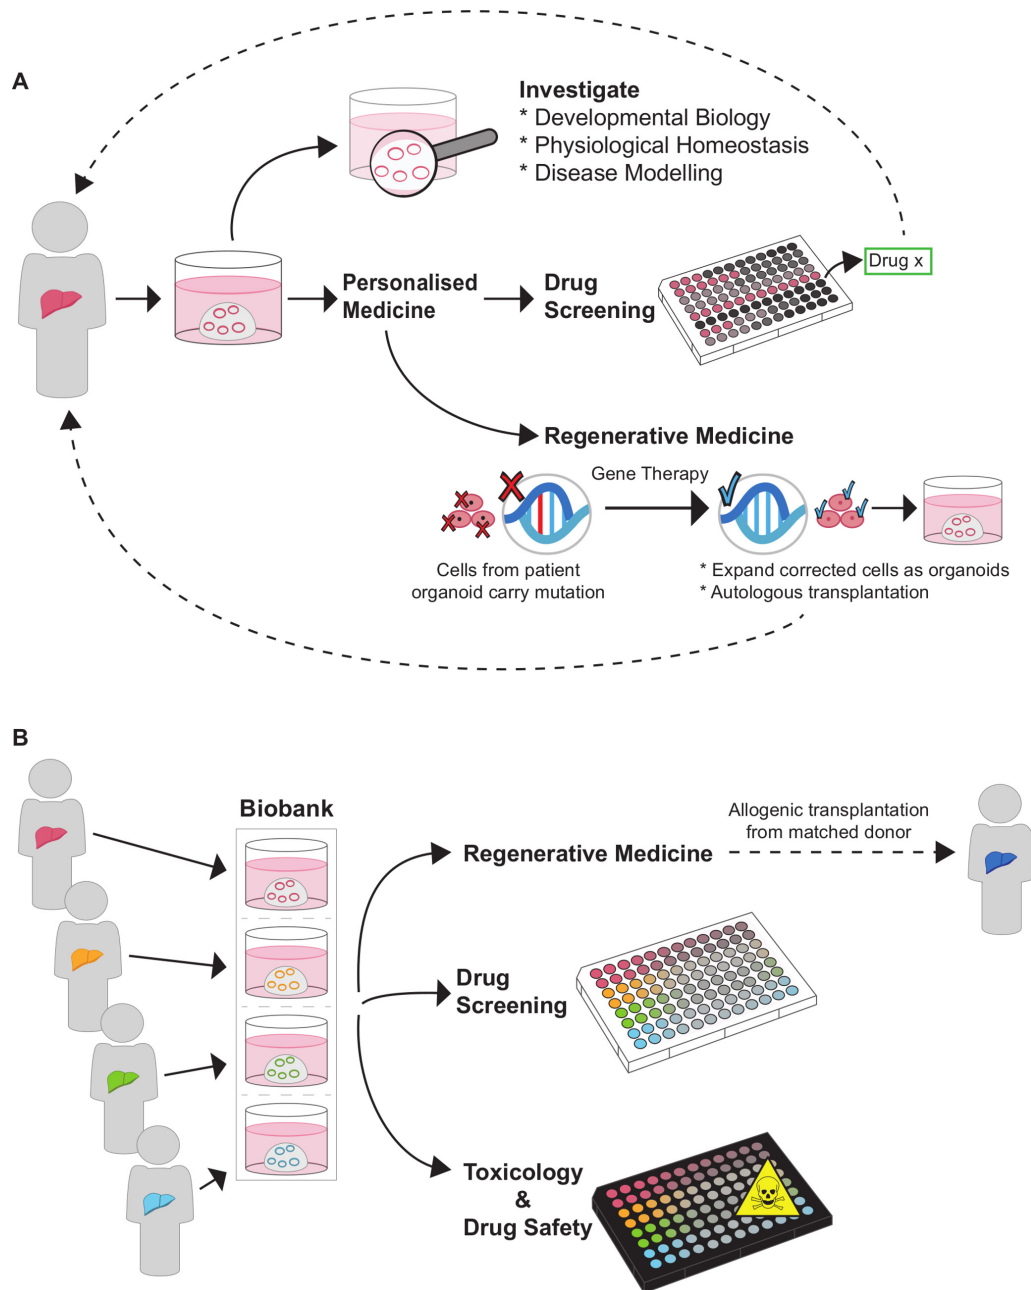 A
Investigate
* Developmental Biology
* Physiological Homeostasis
* Disease Modelling
Personalised
Medicine
Drug
Screening
Drug x
Regenerative Medicine
Gene Therapy
Cells from patient
organoid carry mutation
* Expand corrected cells as organoids
* Autologous transplantation
B
Biobank
Regenerative Medicine
Allogenic transplantation
from matched donor
Drug
Screening
Toxicology
&
Drug Safety